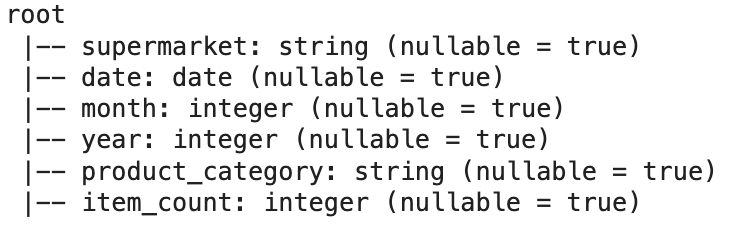 root
 |-- supermarket: string (nullable = true)
 |-- date: date (nullable = true)
 |-- month: integer (nullable = true)
 |-- year: integer (nullable = true)
 |-- product_category: string (nullable = true)
 |-- item_count: integer (nullable = true)